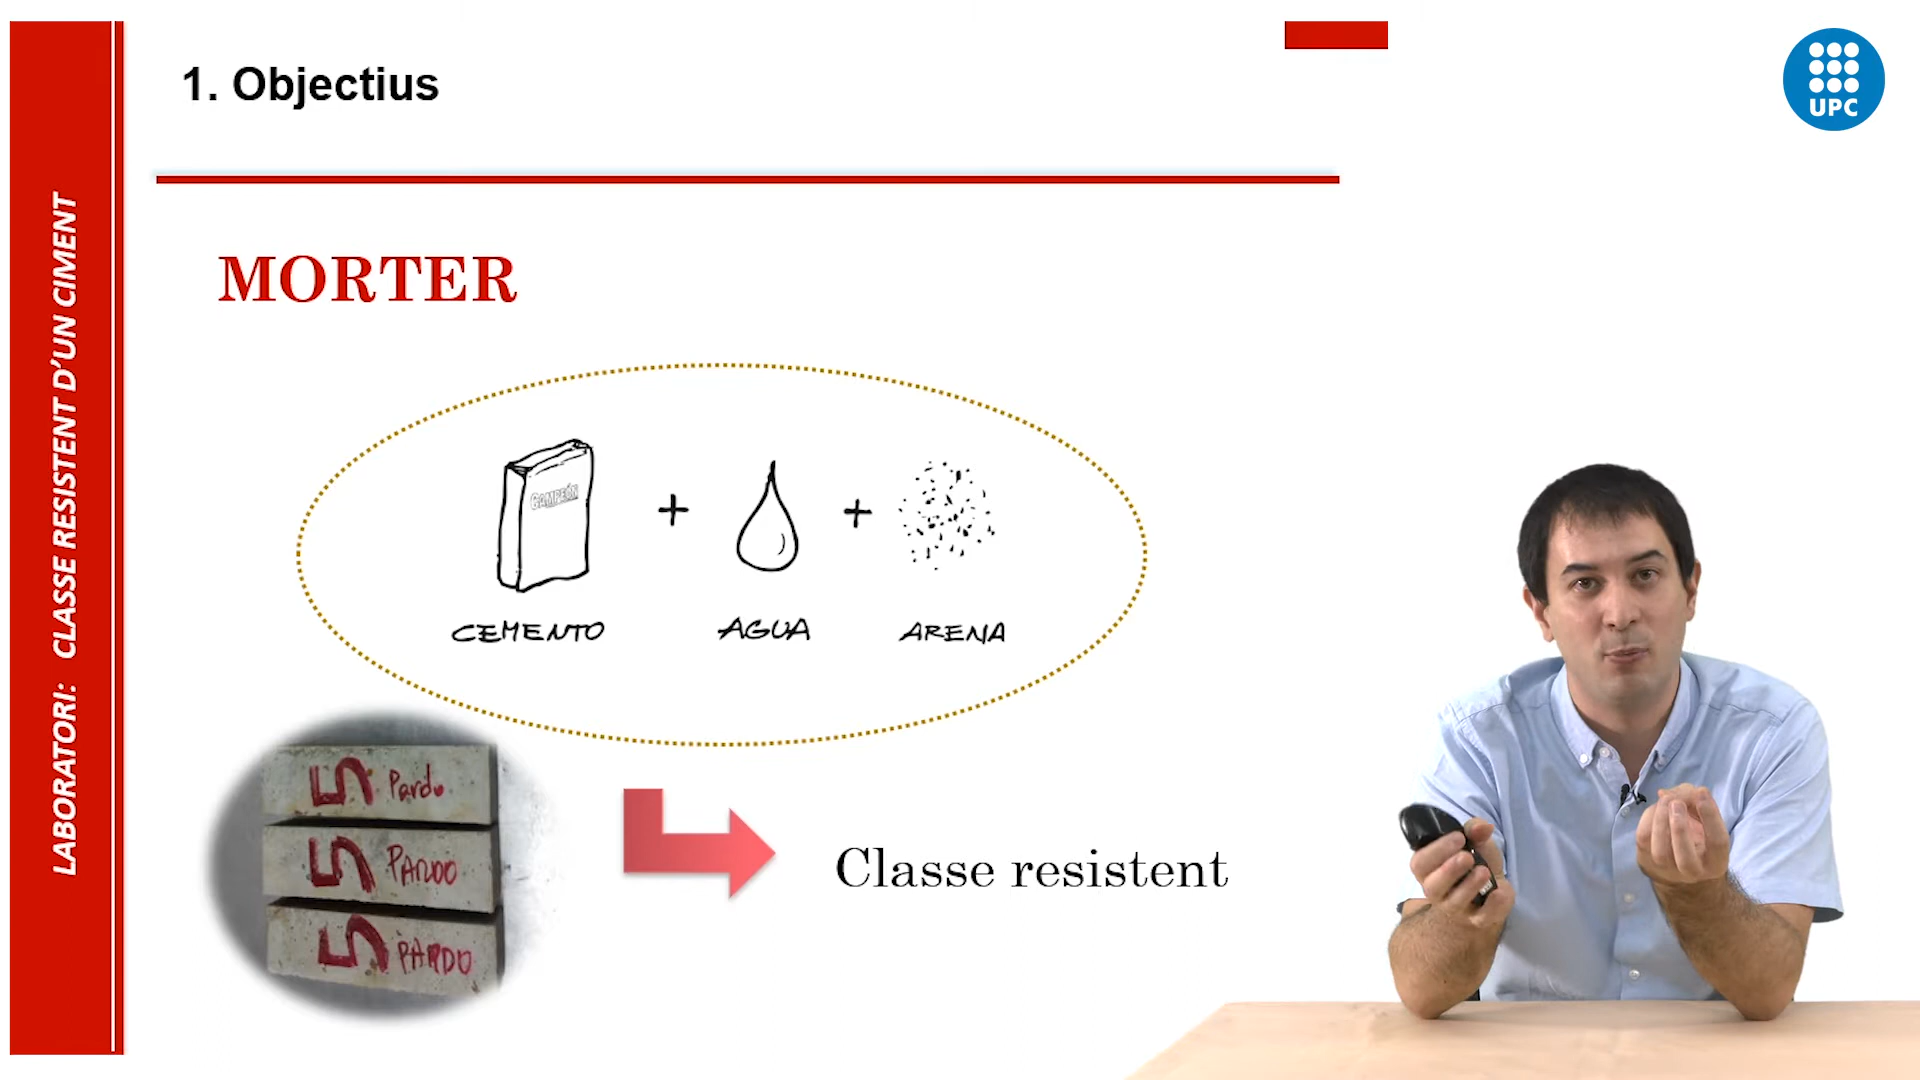 1. Objectius
UPC
LABORATORI: CLASSE RESISTENT D'UN CIMENT
MORTER
CAMPEÓN
+
+
CEMENTO
AGUA
ARENA
5 Pardo
5 PARDO
5 PARDO
Classe resistent